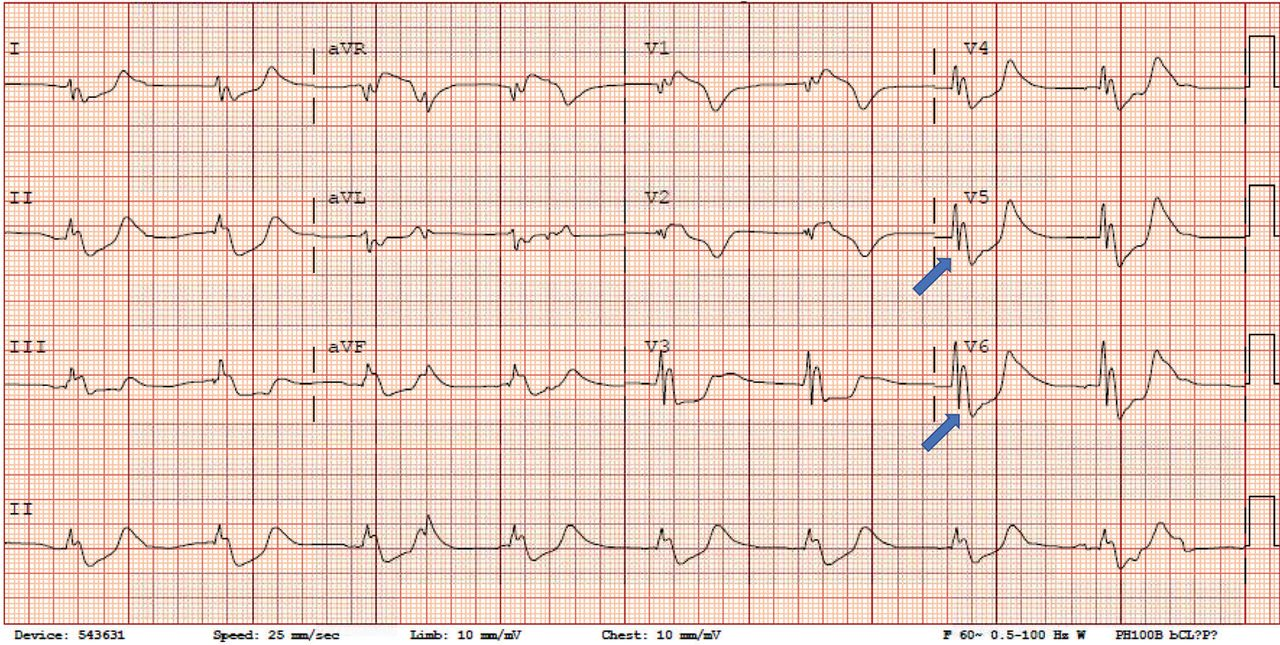 I aVR V1 V4
II aVL V2 V5
III aVF V3 V6
II
Device: 543631 Speed: 25 mm/sec Limb: 10 mm/mV Chest: 10 mm/mV F 60~ 0.5-100 Hz W PH100B bCL?P?